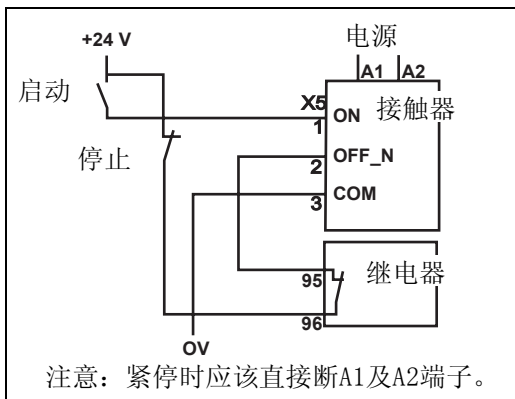 +24 V
电源
A1 A2
启动
X5
接触器
1 ON
停止
2 OFF_N
3 COM
95 继电器
96
OV
注意：紧停时应该直接断A1及A2端子。